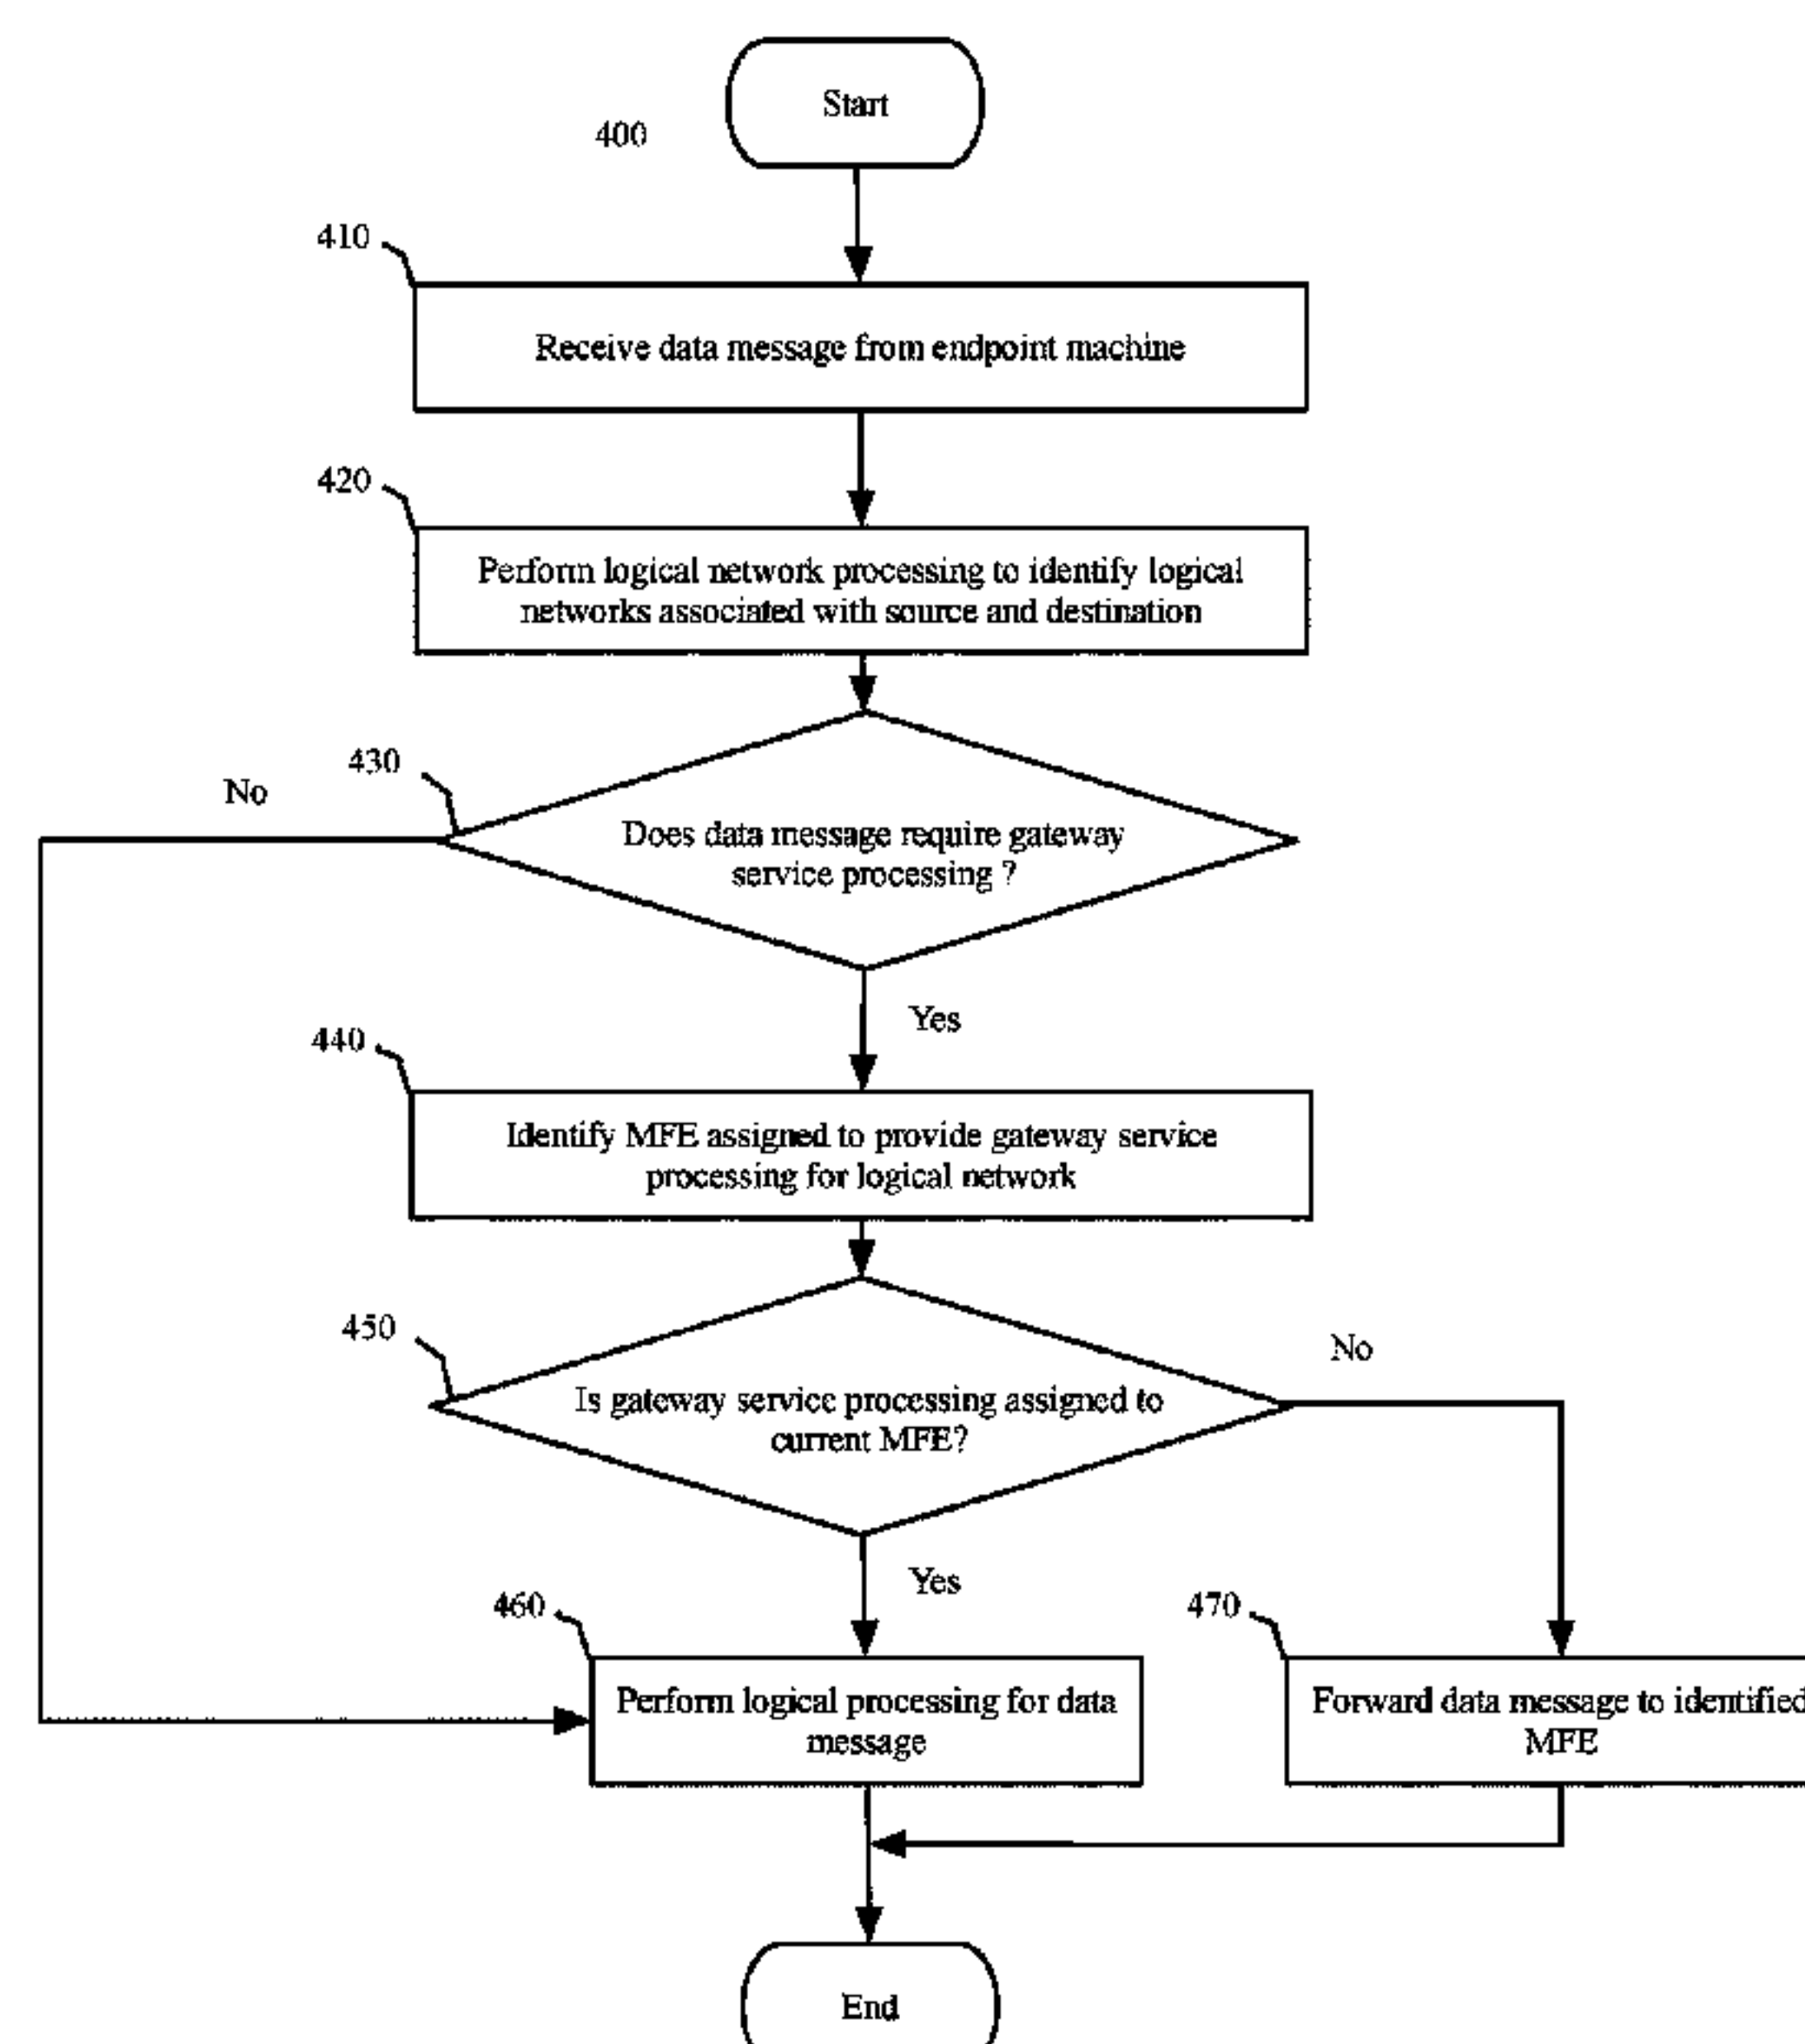 Start
400
410
Receive data message from endpoint machine
420
Perform logical network processing to identify logical
networks associated with source and destination
430
No
Does data message require gateway
service processing ?
Yes
440
Identify MFE assigned to provide gateway service
processing for logical network
450
No
Is gateway service processing assigned to
current MFE?
Yes
460
470
Perform logical processing for data
message
Forward data message to identified
MFE
End